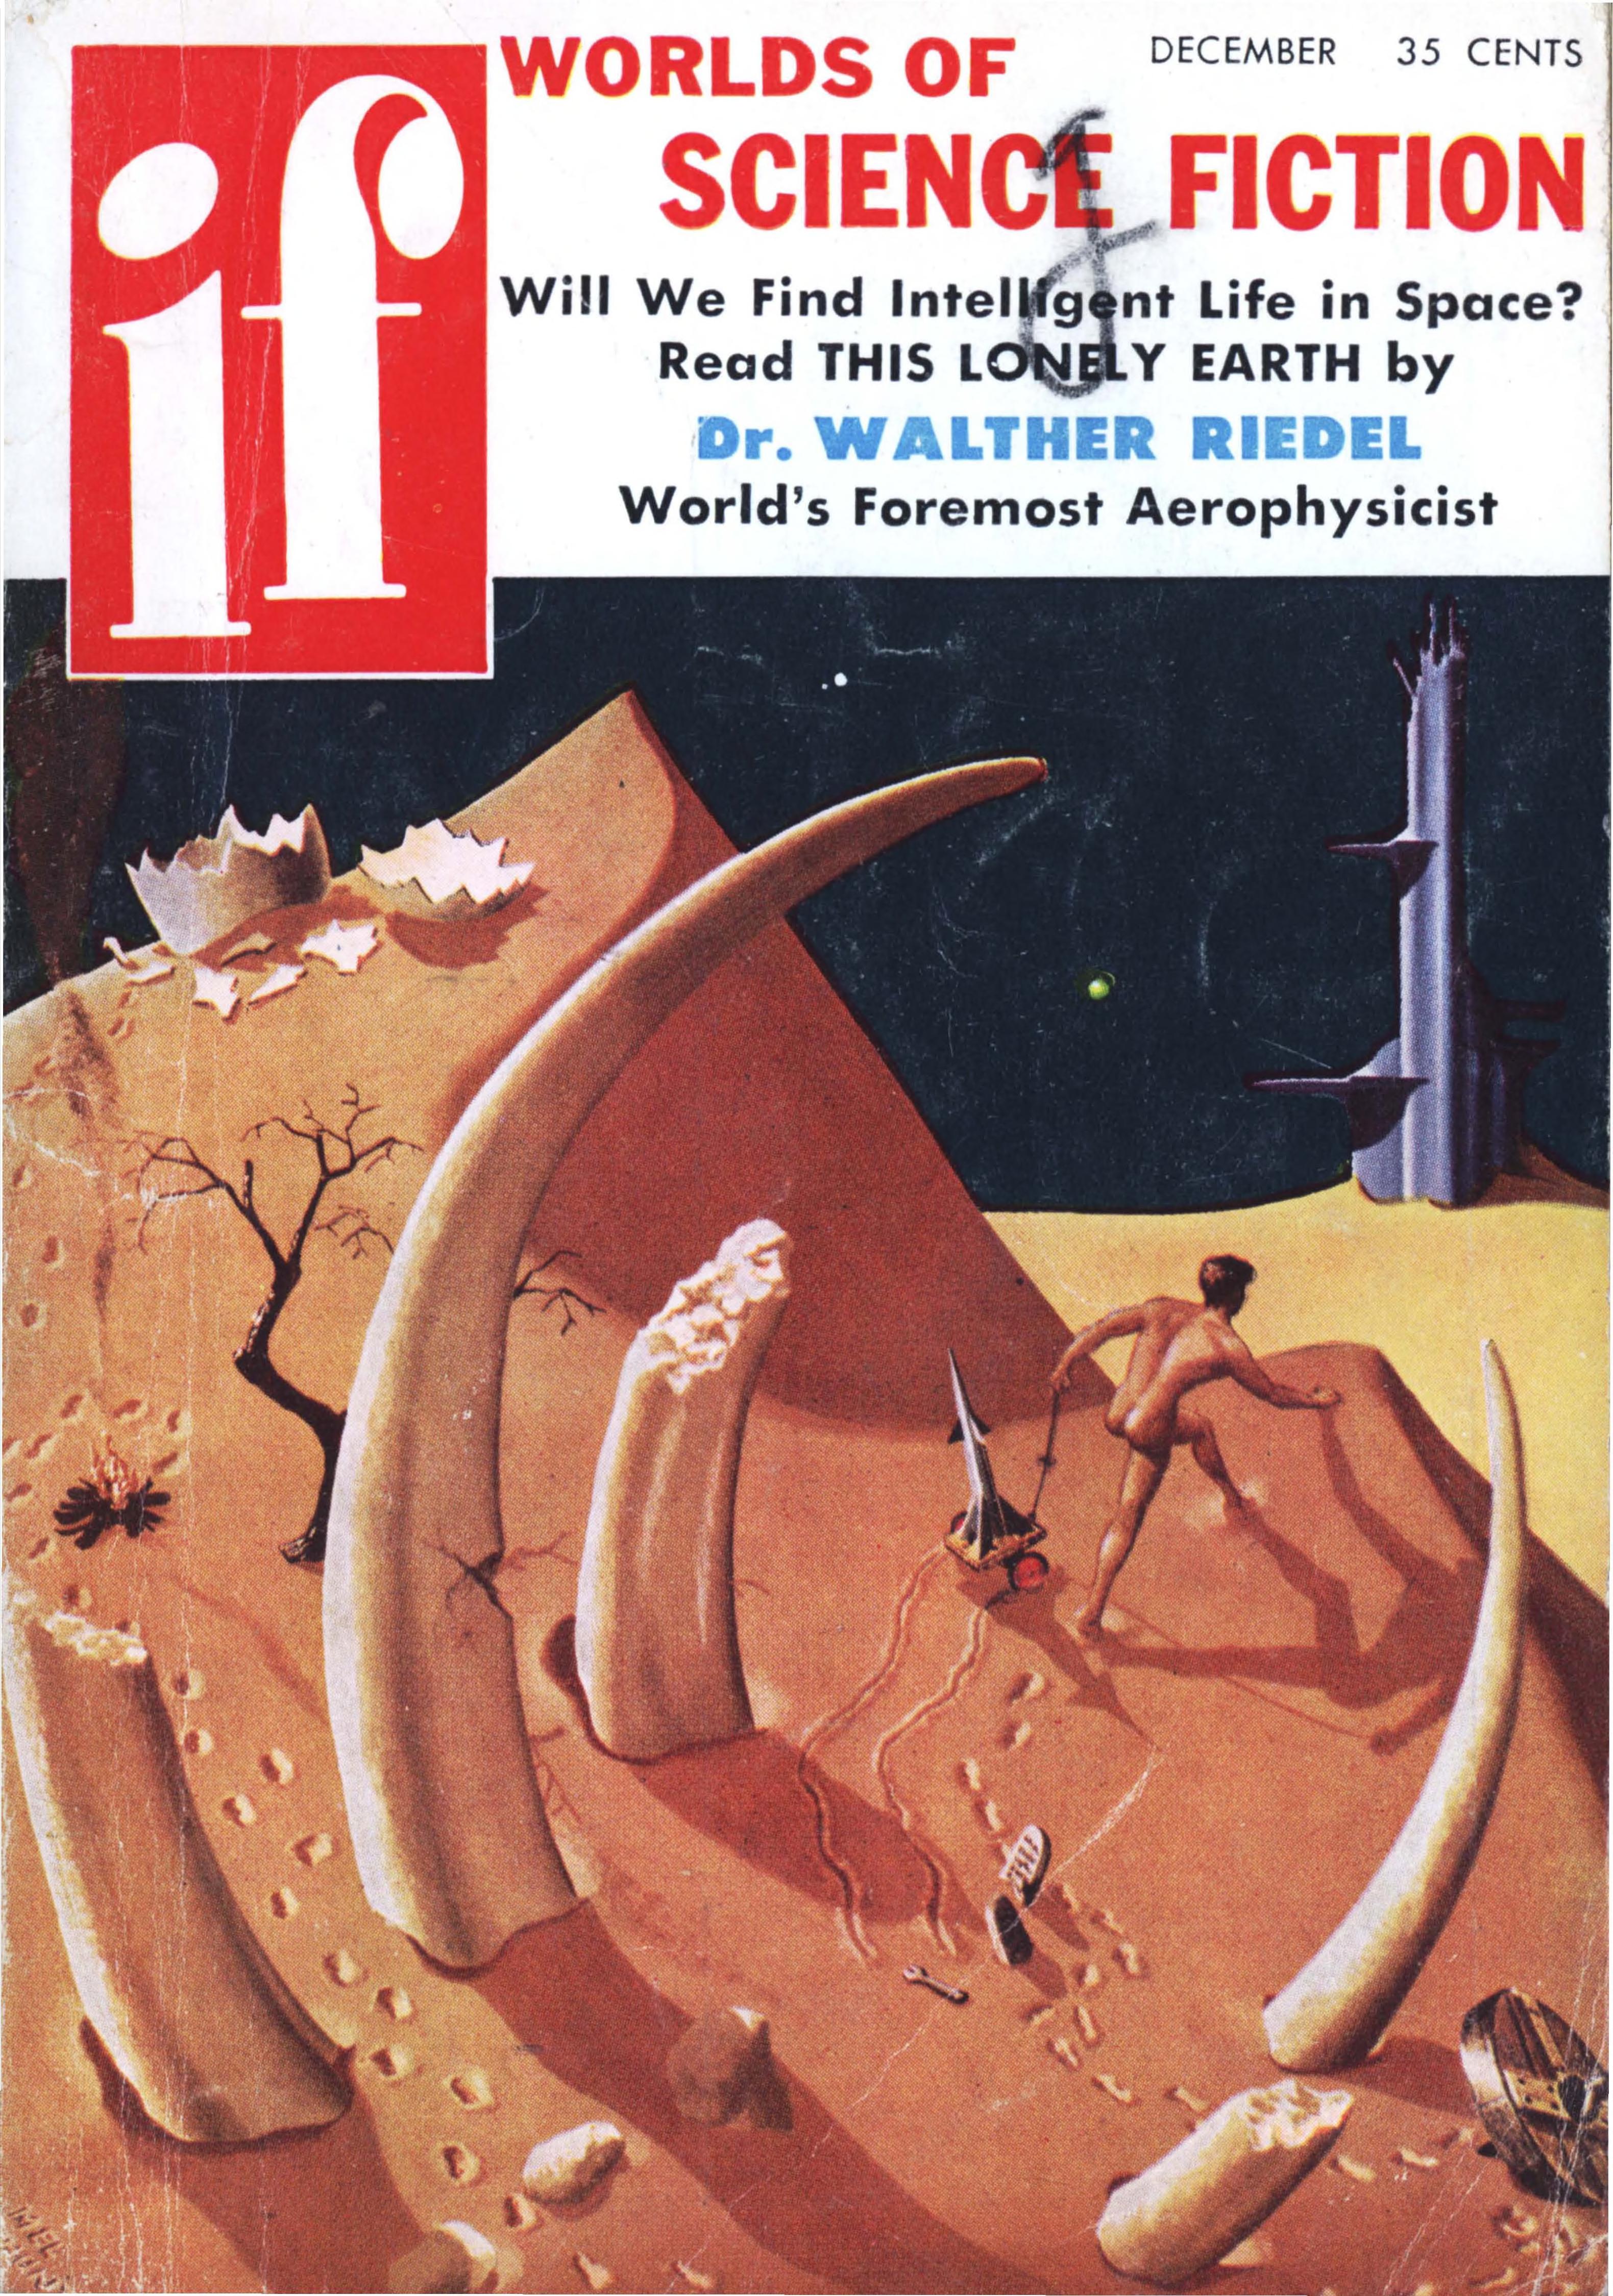 if
WORLDS OF
DECEMBER 35 CENTS
SCIENCE FICTION
Will We Find Intelligent Life in Space?
Read THIS LONELY EARTH by
Dr. WALTHER RIEDEL
World's Foremost Aerophysicist